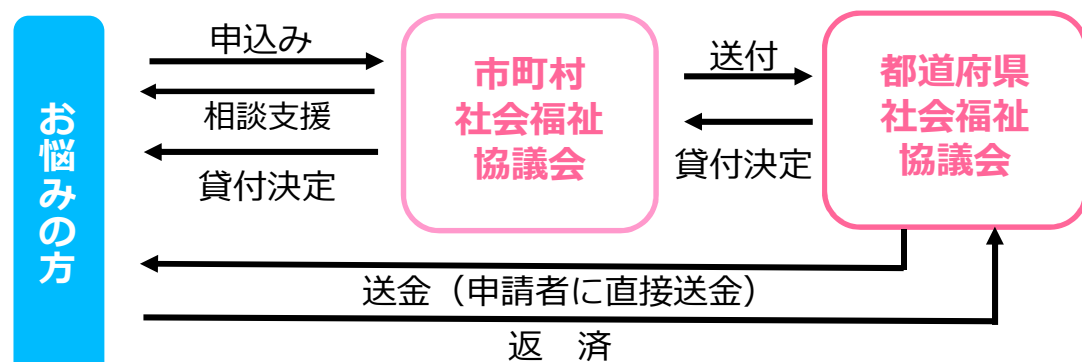 お悩みの方
申込み
相談支援
貸付決定
市町村
社会福祉
協議会
送付
貸付決定
都道府県
社会福祉
協議会
送金（申請者に直接送金）
返　済